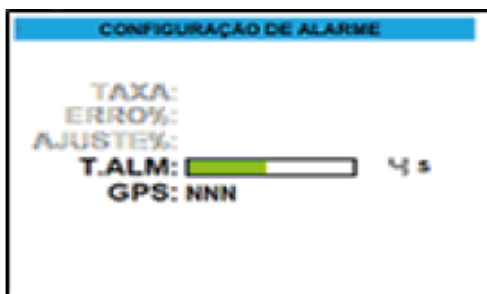 CONFIGURAÇÃO DE ALARME
TAXA:
ERRO%:
AJUSTE%:
T.ALM: 4 s
GPS: NNN